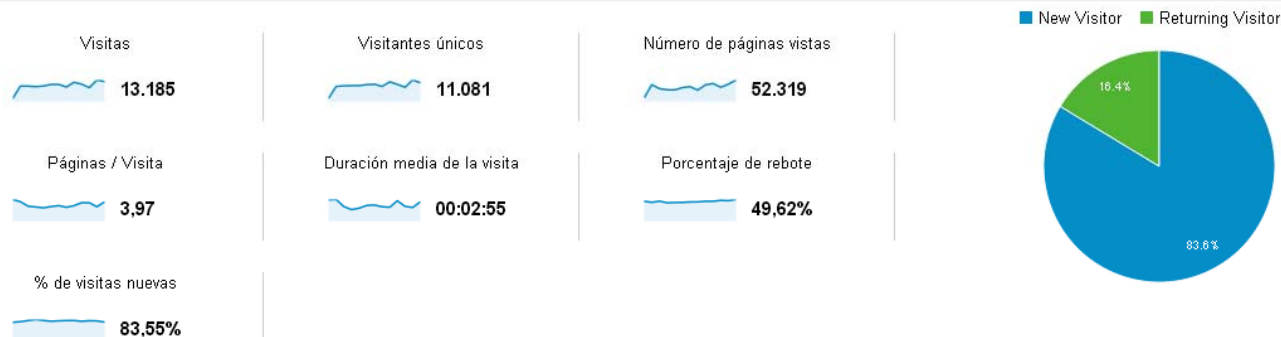 New Visitor Returning Visitor
Visitas Visitantes únicos Número de páginas vistas
13.185 11.081 52.319
16.4%
Páginas / Visita Duración media de la visita Porcentaje de rebote
3,97 00:02:55 49,62%
83.6%
% de visitas nuevas
83,55%